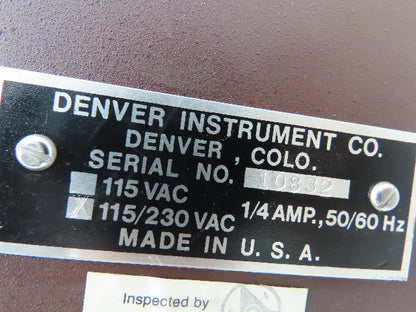 DENVER INSTRUMENT CO.
DENVER, COLO.
SERIAL NO. 10832
115 VAC
X 115/230 VAC 1/4 AMP., 50/60 Hz
MADE IN U. S. A.
Inspected by